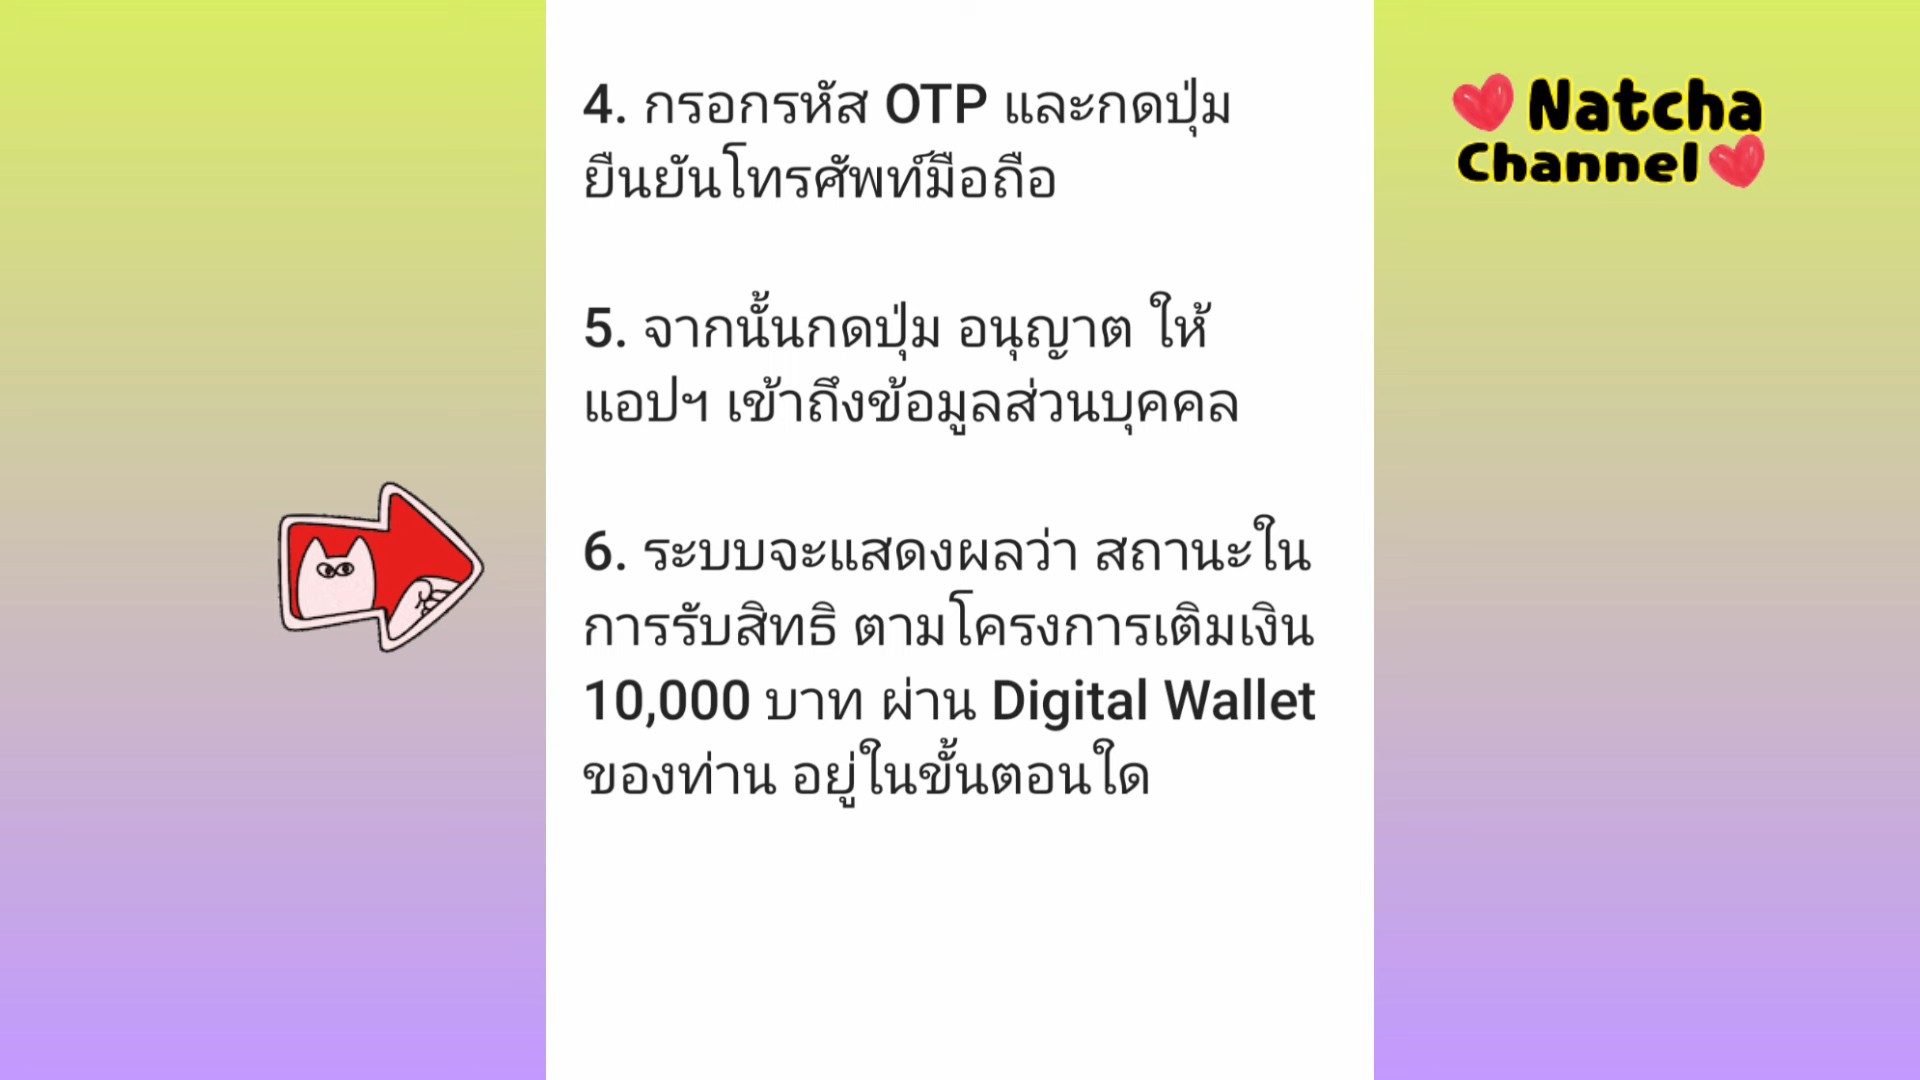 4. กรอกรหัส OTP และกดปุ่ม
ยืนยันโทรศัพท์มือถือ
5. จากนั้นกดปุ่ม อนุญาต ให้
แอปฯ เข้าถึงข้อมูลส่วนบุคคล
6. ระบบจะแสดงผลว่า สถานะใน
การรับสิทธิ ตามโครงการเติมเงิน
10,000 บาท ผ่าน Digital Wallet
ของท่าน อยู่ในขั้นตอนใด
Natcha
Channel